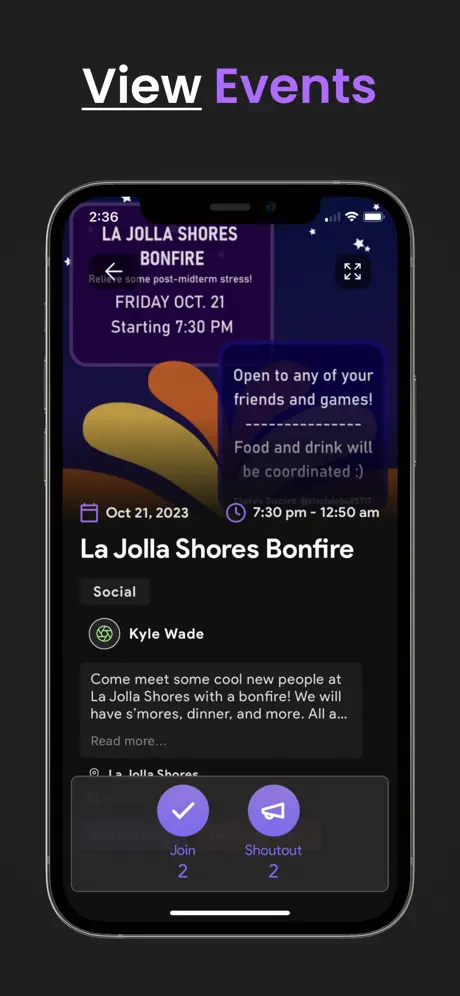 View Events
2:36
LA JOLLA SHORES
BONFIRE
Relieve some post-midterm stress!
FRIDAY OCT. 21
Starting 7:30 PM
Open to any of your
friends and games!
---------------
Food and drink will
be coordinated :)
Oct 21, 2023
7:30 pm - 12:50 am
La Jolla Shores Bonfire
Social
Kyle Wade
Come meet some cool new people at
La Jolla Shores with a bonfire! We will
have s’mores, dinner, and more. All a...
Read more...
La Jolla Shores
Join
Shoutout
2
2